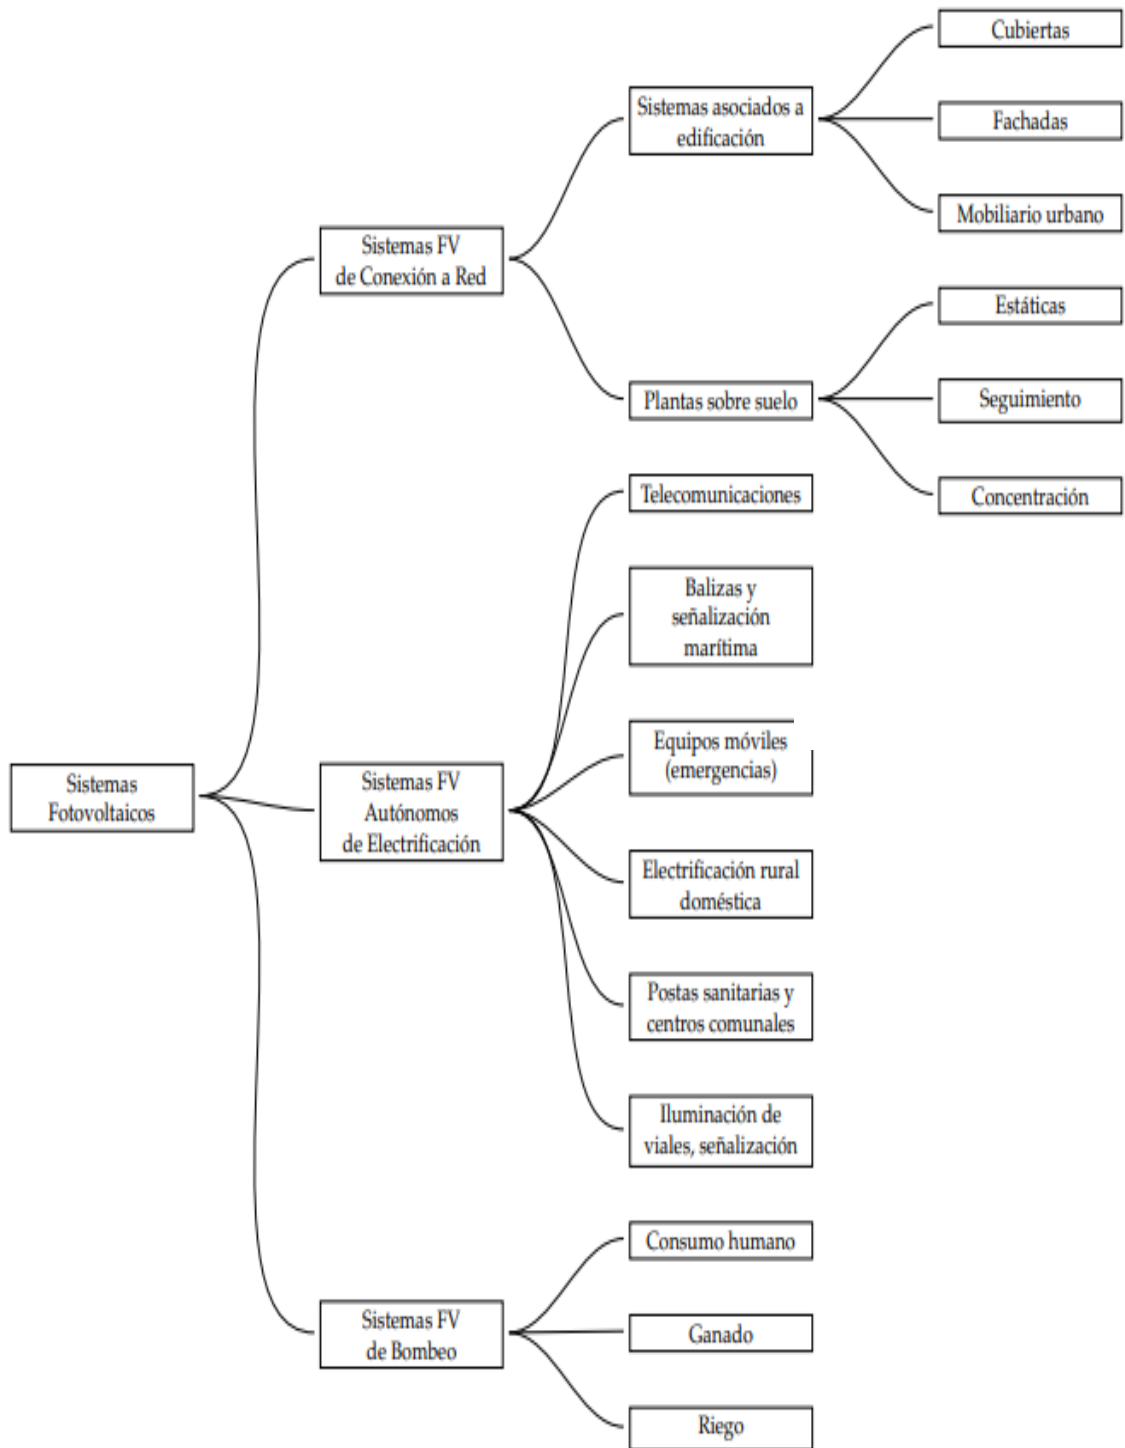 Cubiertas
Sistemas asociados a
edificación
Fachadas
Mobiliario urbano
Sistemas FV
de Conexión a Red
Estáticas
Plantas sobre suelo
Seguimiento
Concentración
Telecomunicaciones
Balizas y
señalización
marítima
Equipos móviles
(emergencias)
Sistemas
Fotovoltaicos
Sistemas FV
Autónomos
de Electrificación
Electrificación rural
doméstica
Postas sanitarias y
centros comunales
Iluminación de
viales, señalización
Consumo humano
Sistemas FV
de Bombeo
Ganado
Riego